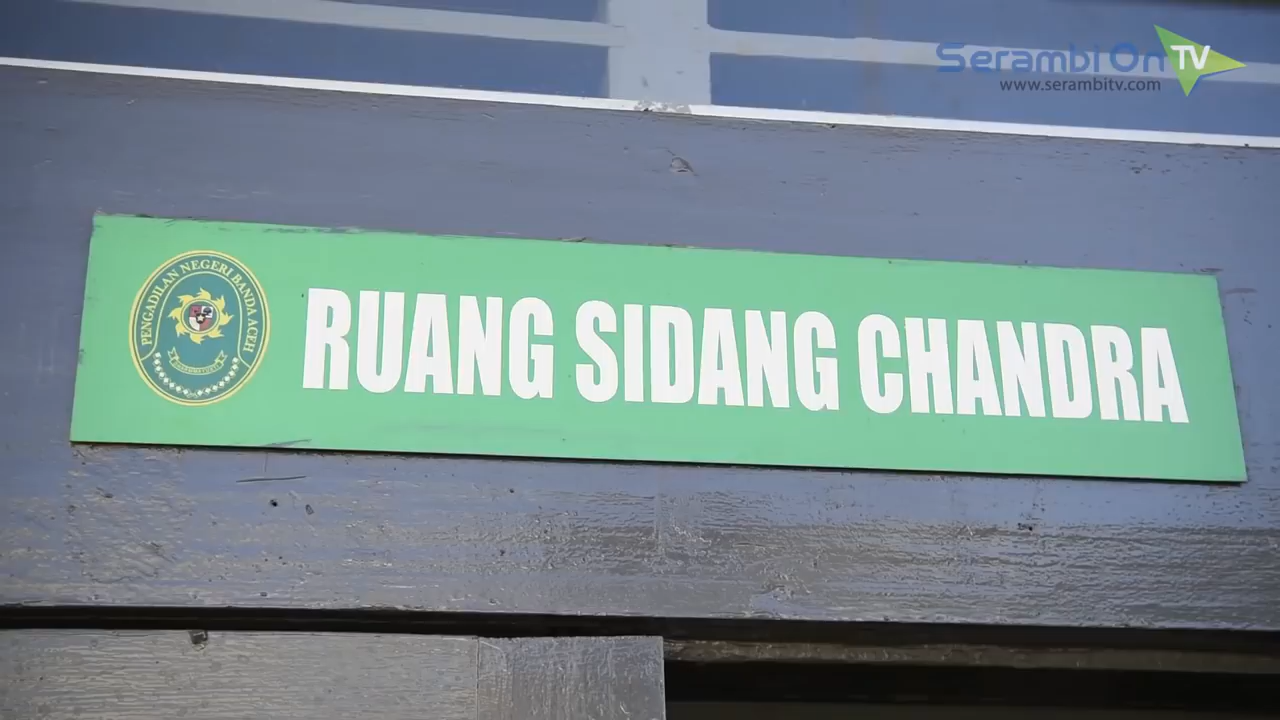 Serambi On TV
www.serambitv.com
PENGADILAN NEGERI BANDA ACEH
RUANG SIDANG CHANDRA